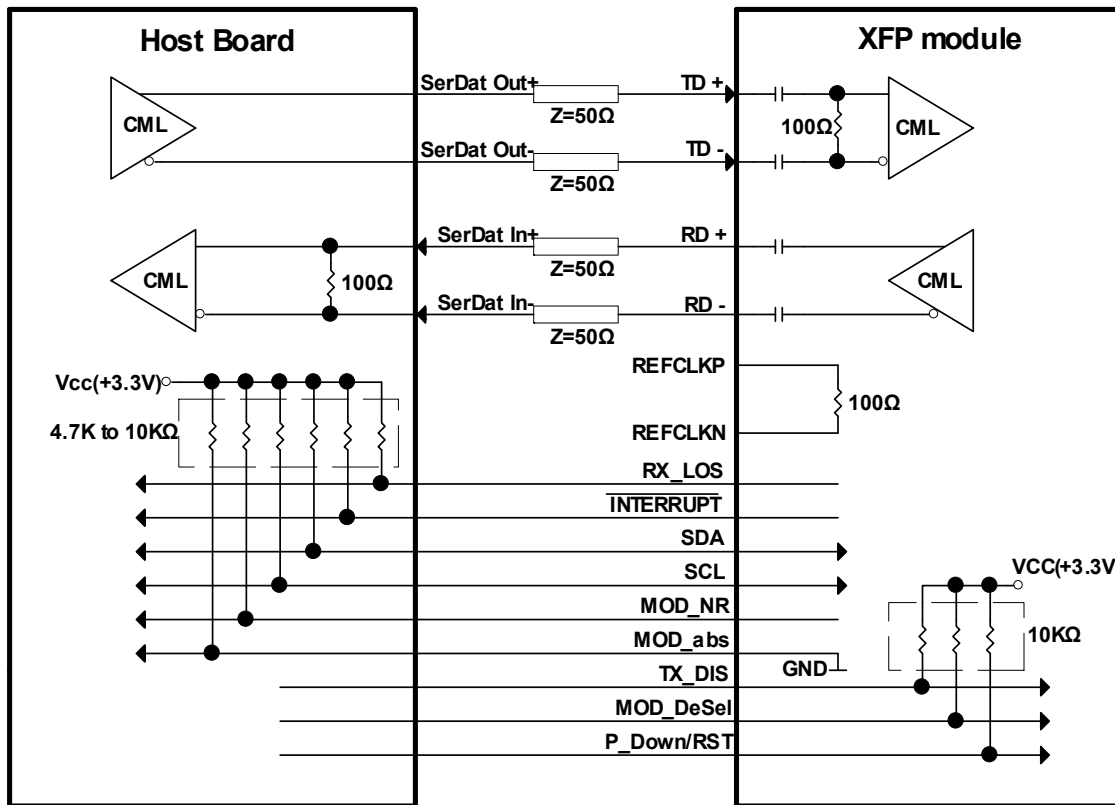 Host Board
XFP module
SerDat Out+
TD +
CML
Z=50Ω
100Ω
CML
SerDat Out-
TD -
Z=50Ω
SerDat In+
RD +
CML
100Ω
Z=50Ω
CML
SerDat In-
RD -
Z=50Ω
REFCLKP
Vcc(+3.3V)
100Ω
4.7K to 10KΩ
REFCLKN
RX_LOS
INTERRUPT
SDA
SCL
VCC(+3.3V
MOD_NR
10KΩ
MOD_abs
GND
TX_DIS
MOD_DeSel
P_Down/RST